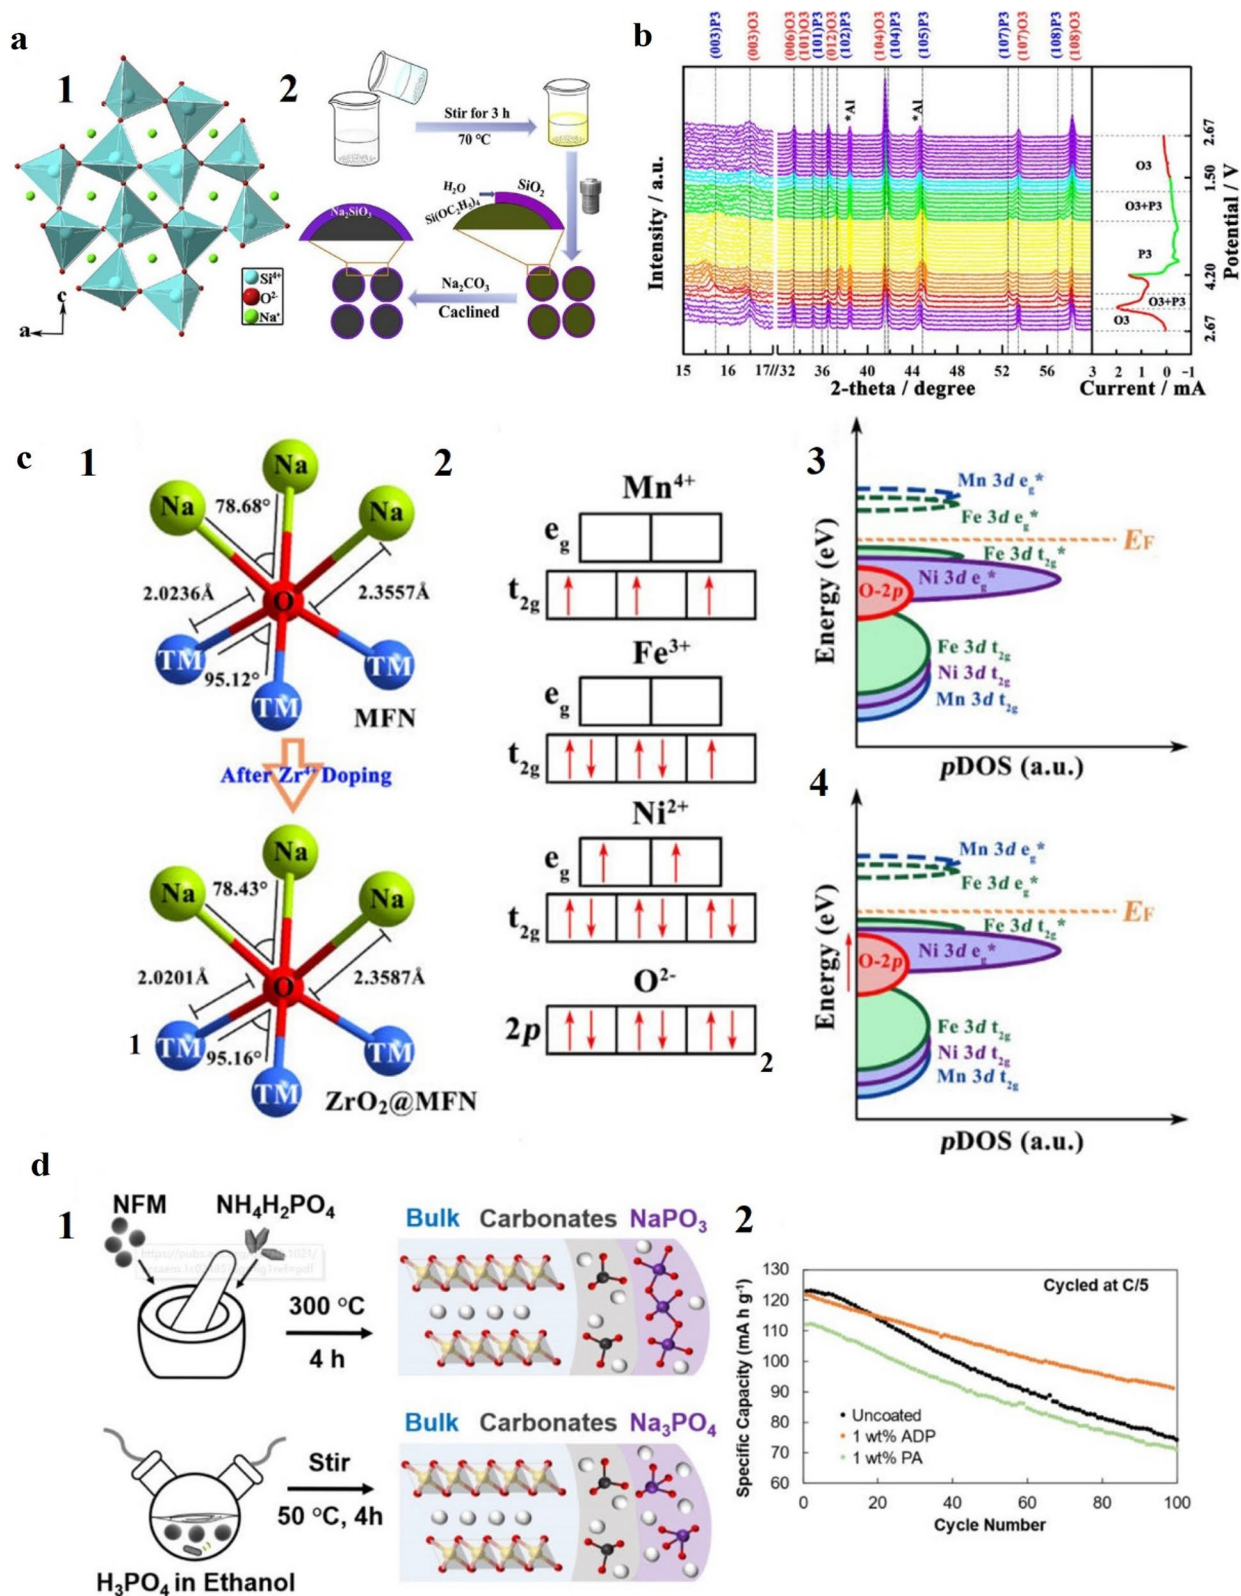 a
1
2
Stir for 3 h
70 °C
H₂O
SiO₂
Si(OC₂H₅)₄
Na₂SiO₃
Na₂CO₃
Caclined
Si⁴⁺
O²⁻
Na⁺
c
a
b
(003)P3
(003)O3
(006)O3
(101)O3
(101)P3
(012)O3
(102)P3
(104)O3
(104)P3
(105)P3
(107)P3
(107)O3
(108)P3
(108)O3
*Al
*Al
Intensity / a.u.
O3
O3+P3
P3
O3+P3
O3
2.67
1.50
4.20
2.67
Potential / V
15 16 17// 32 36 40 44 48 52 56 3 2 1 0 -1
2-theta / degree
Current / mA
c
1
Na
Na
Na
78.68°
2.0236Å
O
2.3557Å
TM
TM
TM
95.12°
MFN
After Zr⁴⁺ Doping
Na
Na
Na
78.43°
2.0201Å
O
2.3587Å
1
TM
TM
TM
95.16°
ZrO₂@MFN
2
Mn⁴⁺
e_g
t₂g
Fe³⁺
e_g
t₂g
Ni²⁺
e_g
t₂g
O²⁻
2p
2
3
Mn 3d e_g*
Fe 3d e_g*
E_F
Fe 3d t₂g*
Ni 3d e_g*
O-2p
Fe 3d t₂g
Ni 3d t₂g
Mn 3d t₂g
Energy (eV)
pDOS (a.u.)
4
Mn 3d e_g*
Fe 3d e_g*
E_F
Fe 3d t₂g*
Ni 3d e_g*
O-2p
Fe 3d t₂g
Ni 3d t₂g
Mn 3d t₂g
Energy (eV)
pDOS (a.u.)
d
1
NFM
NH₄H₂PO₄
300 °C
4 h
Bulk Carbonates NaPO₃
Stir
50 °C, 4h
H₃PO₄ in Ethanol
Bulk Carbonates Na₃PO₄
2
Cycled at C/5
Specific Capacity (mA h g⁻¹)
130
120
110
100
90
80
70
60
Uncoated
1 wt% ADP
1 wt% PA
0 20 40 60 80 100
Cycle Number